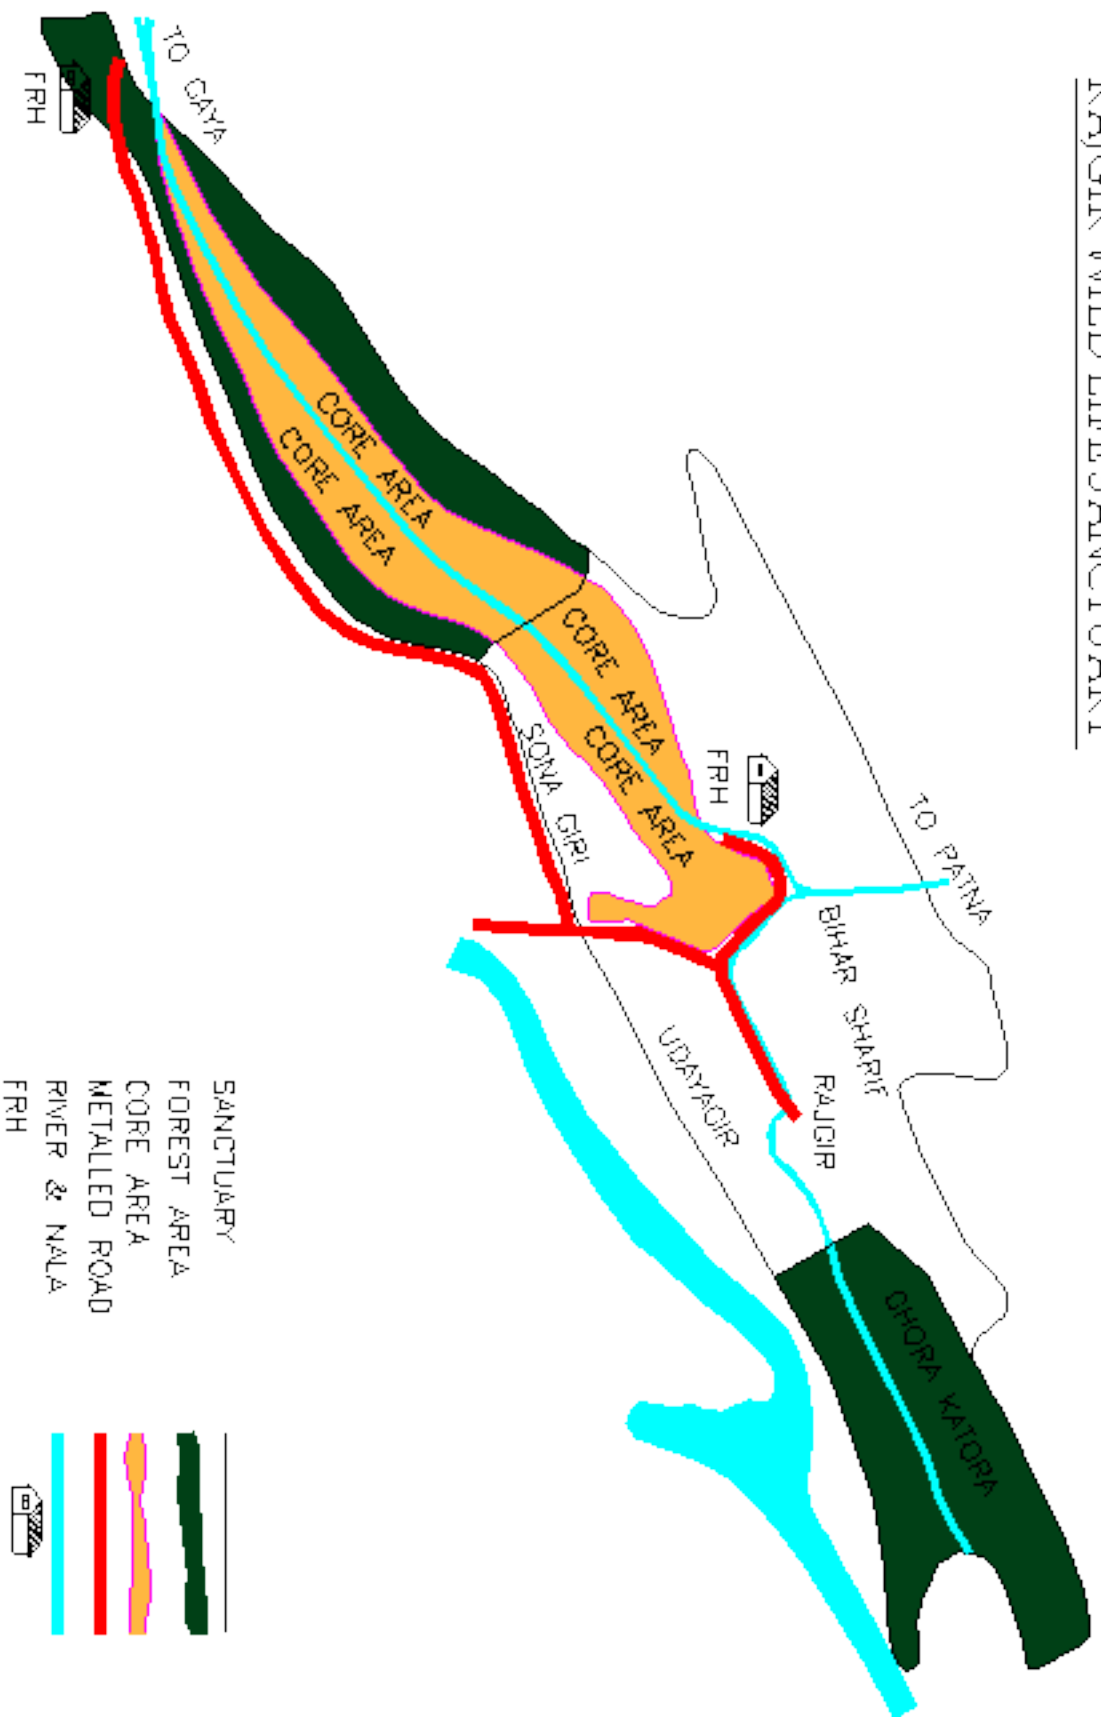 RAJGIR WILD LIFE SANCTUARY
TO GAYA
FRH
CORE AREA
CORE AREA
CORE AREA
CORE AREA
FRH
SONA GIRI
TO PATNA
BIHAR SHARIF
RAJGIR
UDAYAGIR
GHORA KATORA
SANCTUARY
FOREST AREA
CORE AREA
METALLED ROAD
RIVER & NALA
FRH